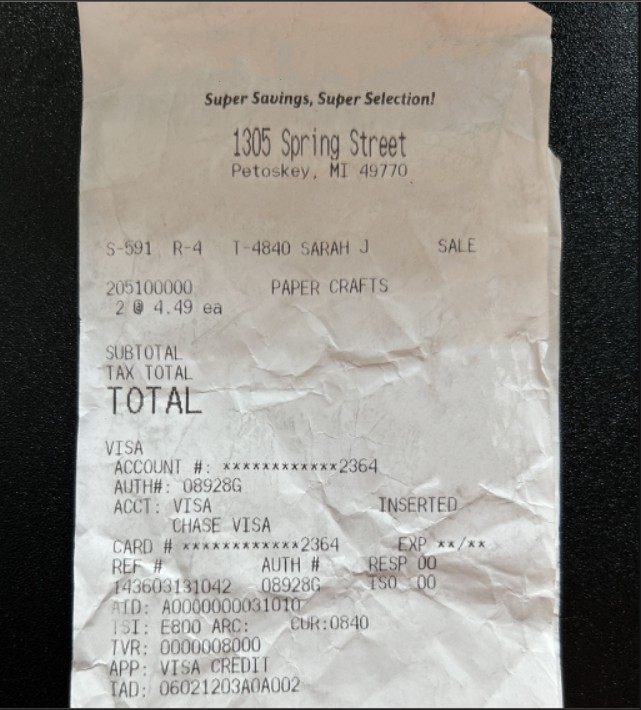 Super Savings, Super Selection!
1305 Spring Street
Petoskey, MI 49770
S-591 R-4 T-4840 SARAH J SALE
205100000 PAPER CRAFTS
2 @ 4.49 ea
SUBTOTAL
TAX TOTAL
TOTAL
VISA
ACCOUNT #: ************2364
AUTH#: 08928G
ACCT: VISA INSERTED
CHASE VISA
CARD # ************2364 EXP **/**
REF # AUTH # RESP 00
143603131042 08928G ISO 00
AID: A0000000031010
TSI: E800 ARC: CUR:0840
TVR: 0000008000
APP: VISA CREDIT
IAD: 06021203A0A002